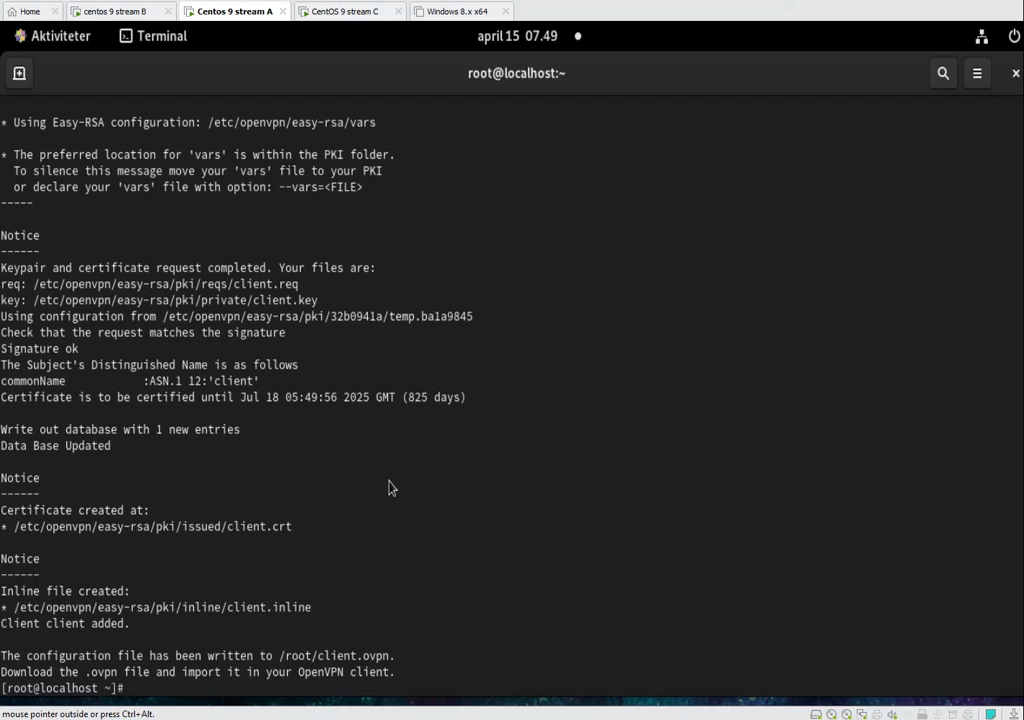 Home
centos 9 stream B
Centos 9 stream A
CentOS 9 stream C
Windows 8.x x64
Aktiviteter
Terminal
april 15 07.49
root@localhost:~
* Using Easy-RSA configuration: /etc/openvpn/easy-rsa/vars
* The preferred location for 'vars' is within the PKI folder.
To silence this message move your 'vars' file to your PKI
or declare your 'vars' file with option: --vars=<FILE>
-----
Notice
------
Keypair and certificate request completed. Your files are:
req: /etc/openvpn/easy-rsa/pki/reqs/client.req
key: /etc/openvpn/easy-rsa/pki/private/client.key
Using configuration from /etc/openvpn/easy-rsa/pki/32b0941a/temp.ba1a9845
Check that the request matches the signature
Signature ok
The Subject's Distinguished Name is as follows
commonName            :ASN.1 12:'client'
Certificate is to be certified until Jul 18 05:49:56 2025 GMT (825 days)
Write out database with 1 new entries
Data Base Updated
Notice
------
Certificate created at:
* /etc/openvpn/easy-rsa/pki/issued/client.crt
Notice
------
Inline file created:
* /etc/openvpn/easy-rsa/pki/inline/client.inline
Client client added.
The configuration file has been written to /root/client.ovpn.
Download the .ovpn file and import it in your OpenVPN client.
[root@localhost ~]#
mouse pointer outside or press Ctrl+Alt.